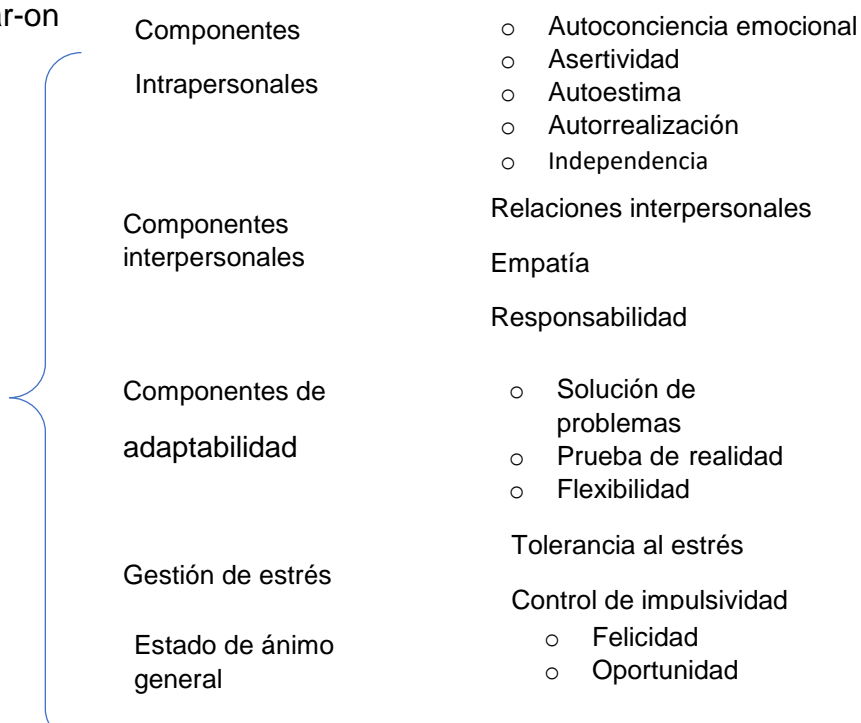 ar-on
Componentes
Intrapersonales
o Autoconciencia emocional
o Asertividad
o Autoestima
o Autorrealización
o Independencia
Componentes
interpersonales
Relaciones interpersonales
Empatía
Responsabilidad
Componentes de
adaptabilidad
o Solución de
problemas
o Prueba de realidad
o Flexibilidad
Gestión de estrés
Tolerancia al estrés
Control de impulsividad
Estado de ánimo
general
o Felicidad
o Oportunidad